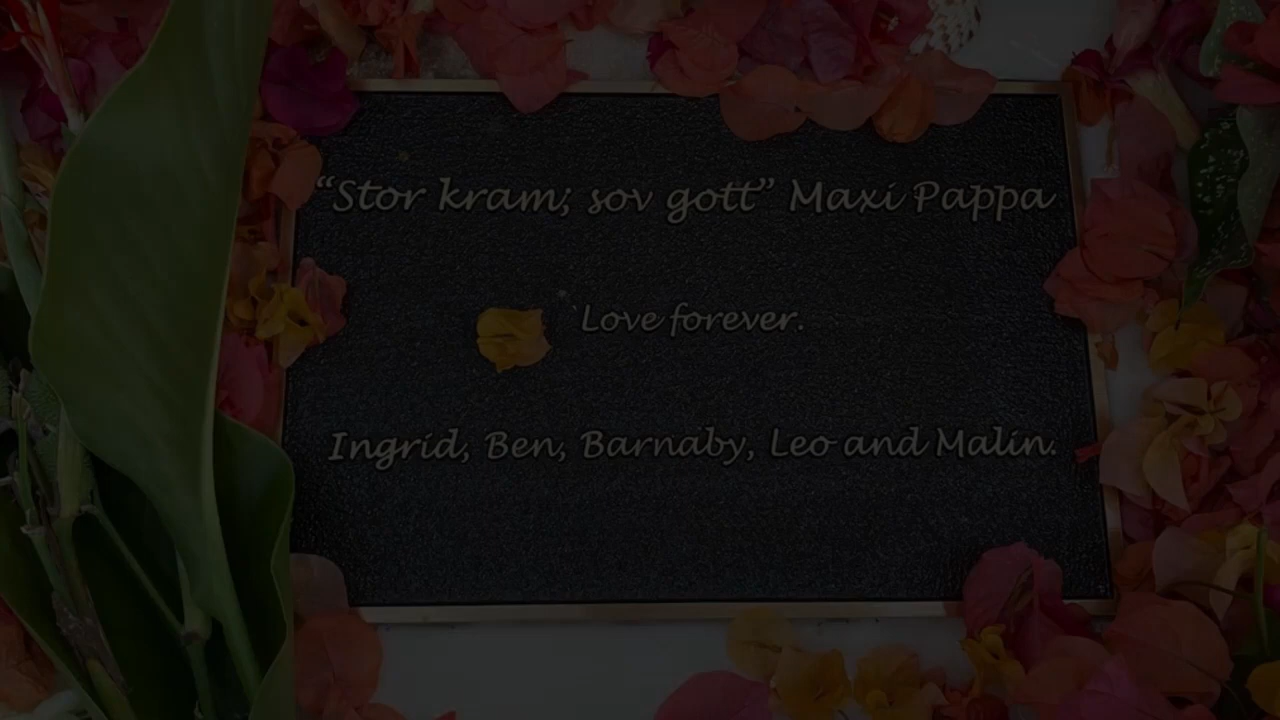 “Stor kram; sov gott” Maxi Pappa
Love forever.
Ingrid, Ben, Barnaby, Leo and Malin.